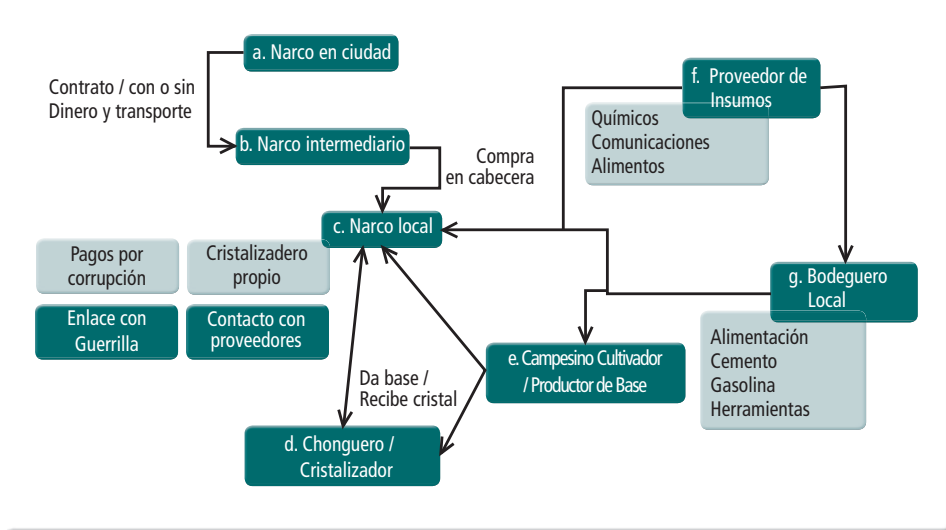 a. Narco en ciudad
Contrato / con o sin
Dinero y transporte
b. Narco intermediario
Compra
en cabecera
c. Narco local
Pagos por
corrupción
Cristalizadero
propio
Enlace con
Guerrilla
Contacto con
proveedores
Da base /
Recibe cristal
d. Chonguero /
Cristalizador
e. Campesino Cultivador
/ Productor de Base
f. Proveedor de
Insumos
Químicos
Comunicaciones
Alimentos
g. Bodeguero
Local
Alimentación
Cemento
Gasolina
Herramientas